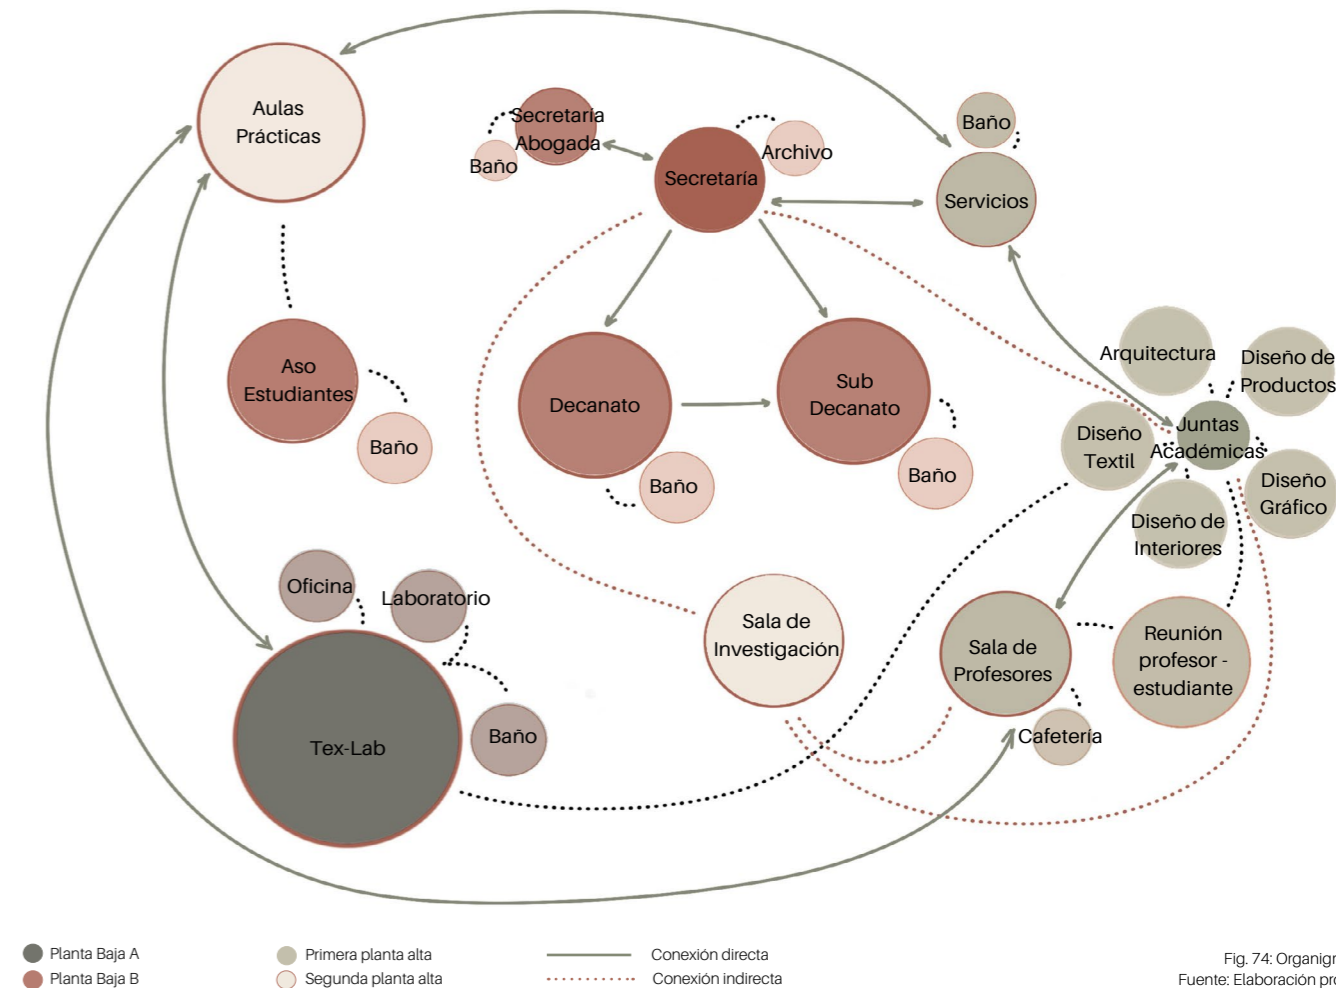 Aulas
Prácticas
Secretaría
Abogada
Baño
Secretaría
Archivo
Baño
Servicios
Aso
Estudiantes
Baño
Decanato
Baño
Sub
Decanato
Baño
Arquitectura
Diseño de
Productos
Diseño
Textil
Juntas
Académicas
Diseño
Gráfico
Diseño de
Interiores
Oficina
Laboratorio
Tex-Lab
Baño
Sala de
Investigación
Sala de
Profesores
Reunión
profesor -
estudiante
Cafetería
Planta Baja A
Planta Baja B
Primera planta alta
Segunda planta alta
Conexión directa
Conexión indirecta
Fig. 74: Organigr
Fuente: Elaboración pro